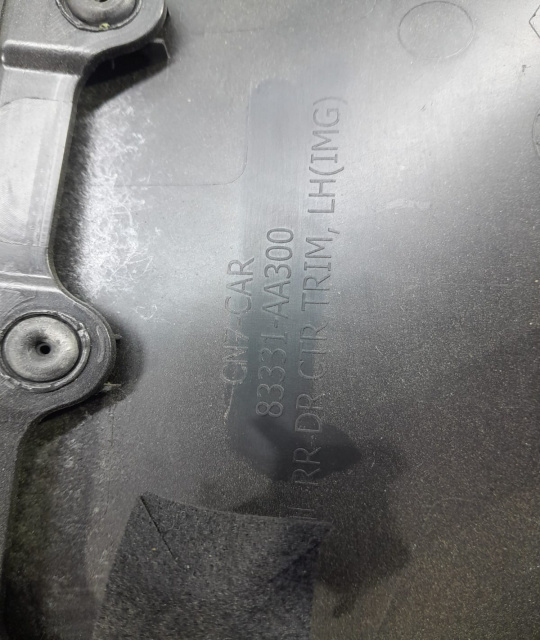 CN7 CAR
83331-AA300
RR DR CTR TRIM, LH(IMG)